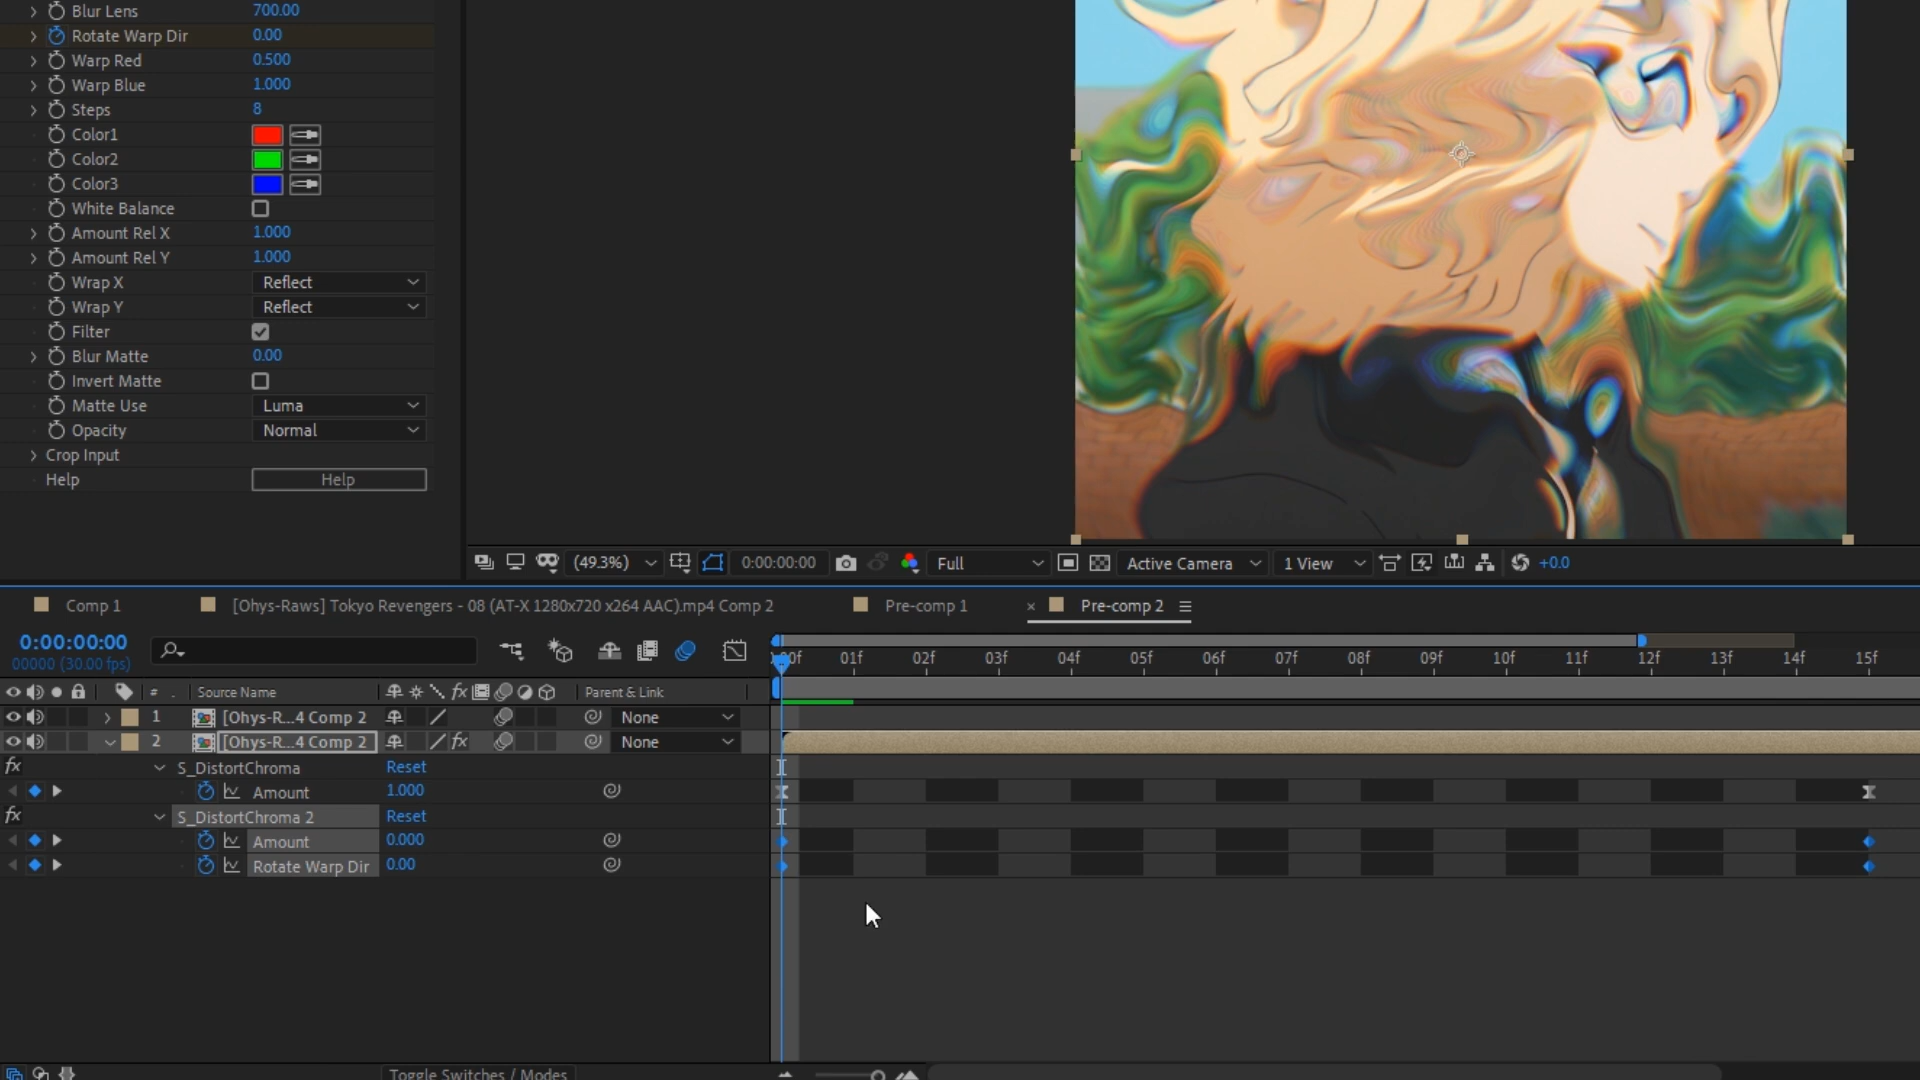 Blur Lens 700.00
Rotate Warp Dir 0.00
Warp Red 0.500
Warp Blue 1.000
Steps 8
Color1
Color2
Color3
White Balance
Amount Rel X 1.000
Amount Rel Y 1.000
Wrap X Reflect
Wrap Y Reflect
Filter
Blur Matte 0.00
Invert Matte
Matte Use Luma
Opacity Normal
Crop Input
Help Help
(49.3%) 0:00:00:00 Full Active Camera 1 View +0.0
Comp 1 [Ohys-Raws] Tokyo Revengers - 08 (AT-X 1280x720 x264 AAC).mp4 Comp 2 Pre-comp 1 × Pre-comp 2
0:00:00:00
00000 (30.00 fps)
00f 01f 02f 03f 04f 05f 06f 07f 08f 09f 10f 11f 12f 13f 14f 15f
# . Source Name fx Parent & Link
1 [Ohys-R...4 Comp 2 None
2 [Ohys-R...4 Comp 2 fx None
fx S_DistortChroma Reset
Amount 1.000
fx S_DistortChroma 2 Reset
Amount 0.000
Rotate Warp Dir 0.00
Toggle Switches / Modes